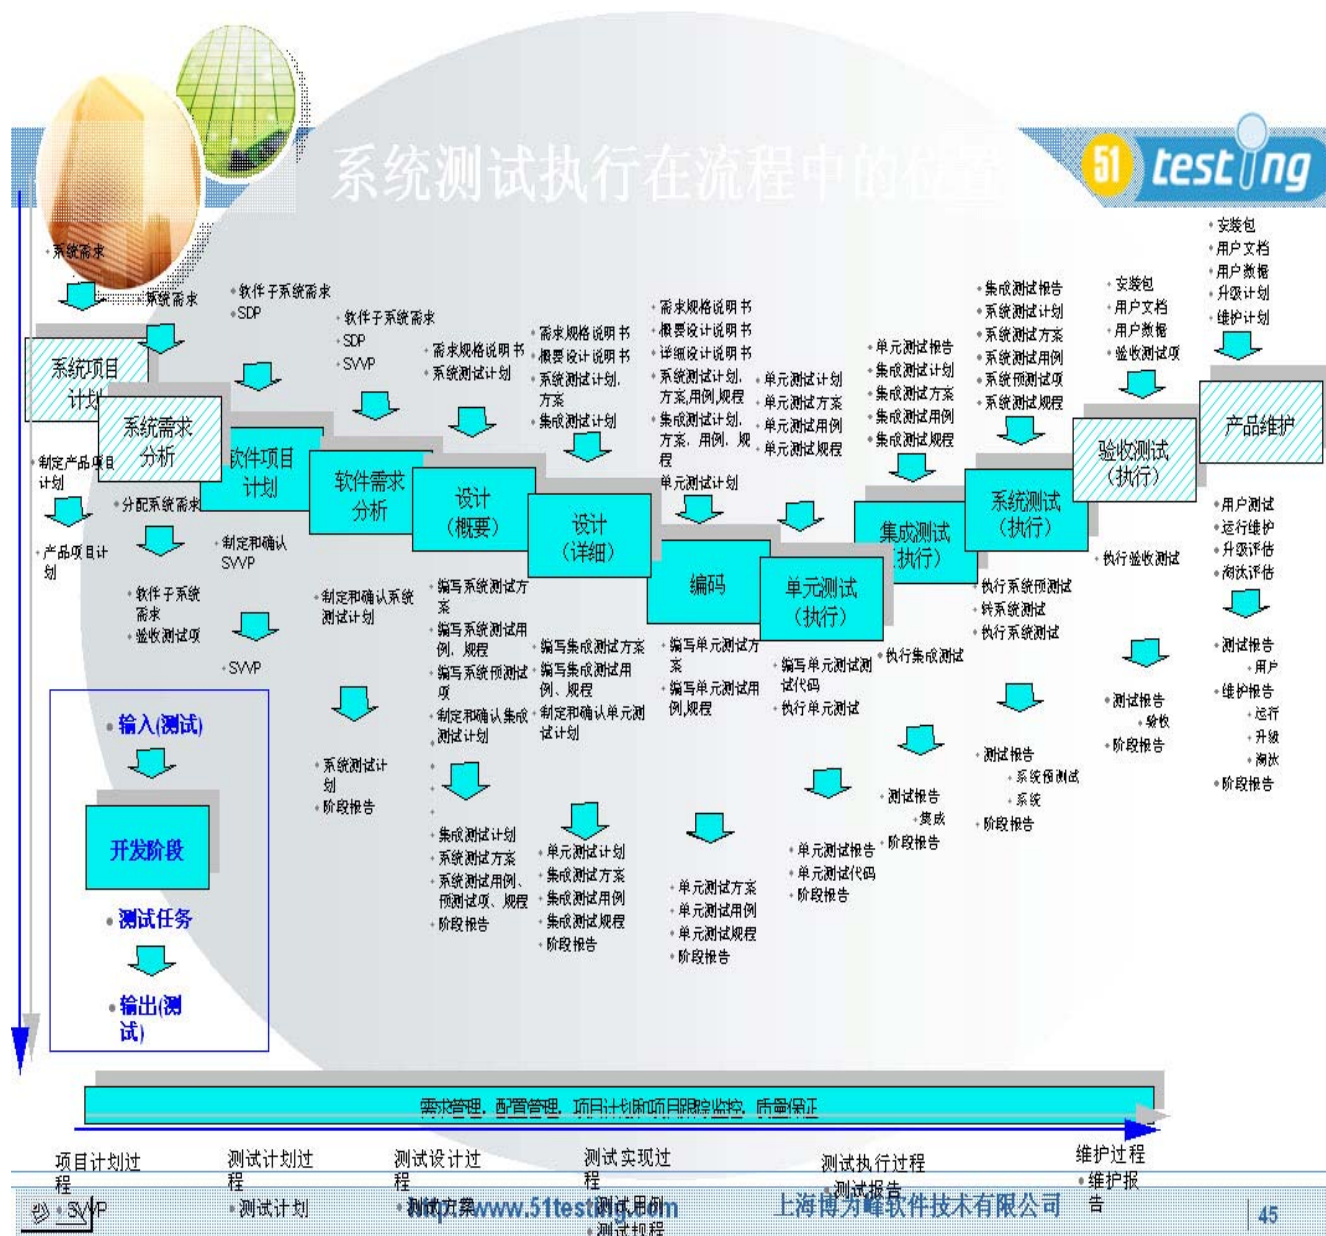 系统测试执行在流程中的位置
51 testing
系统需求
系统项目
计划
制定产品项目
计划
产品项目计
划
系统需求
系统需求
分析
分配系统需求
软件子系统
需求
验收测试项
软件子系统需求
SDP
软件项目
计划
制定和确认
SVVP
SVVP
软件子系统需求
SDP
SVVP
软件需求
分析
制定和确认系统
测试计划
系统测试计
划
阶段报告
需求规格说明书
系统测试计划
设计
（概要）
编写系统测试方
案
编写系统测试用
例、规程
编写系统预测试
项
制定和确认集成
测试计划
集成测试计划
系统测试方案
系统测试用例、
预测试项、规程
阶段报告
需求规格说明书
概要设计说明书
系统测试计划,
方案
集成测试计划
设计
（详细）
编写集成测试方案
编写集成测试用
例、规程
制定和确认单元测
试计划
单元测试计划
集成测试方案
集成测试用例
集成测试规程
阶段报告
需求规格说明书
概要设计说明书
详细设计说明书
系统测试计划,
方案,用例,规程
集成测试计划,
方案, 用例, 规
程
单元测试计划
编码
编写单元测试方
案
编写单元测试用
例,规程
单元测试方案
单元测试用例
单元测试规程
阶段报告
单元测试计划
单元测试方案
单元测试用例
单元测试规程
单元测试
（执行）
编写单元测试测
试代码
执行单元测试
单元测试报告
单元测试代码
阶段报告
单元测试报告
集成测试计划
集成测试方案
集成测试用例
集成测试规程
集成测试
（执行）
执行集成测试
测试报告
集成
阶段报告
集成测试报告
系统测试计划
系统测试方案
系统测试用例
系统预测试项
系统测试规程
系统测试
（执行）
执行系统预测试
转系统测试
执行系统测试
测试报告
系统预测试
系统
阶段报告
安装包
用户文档
用户数据
验收测试项
验收测试
（执行）
执行验收测试
测试报告
验收
阶段报告
安装包
用户文档
用户数据
升级计划
维护计划
产品维护
用户测试
运行维护
升级评估
淘汰评估
测试报告
用户
维护报告
运行
升级
淘汰
阶段报告
输入(测试)
开发阶段
测试任务
输出(测
试)
需求管理, 配置管理, 项目计划和项目跟踪监控, 质量保证
项目计划过
程
SVVP
测试计划过
程
测试计划
测试设计过
程
测试方案
测试实现过
程
测试用例
测试规程
测试执行过程
测试报告
维护过程
维护报
告
http://www.51testing.com
上海博为峰软件技术有限公司
45